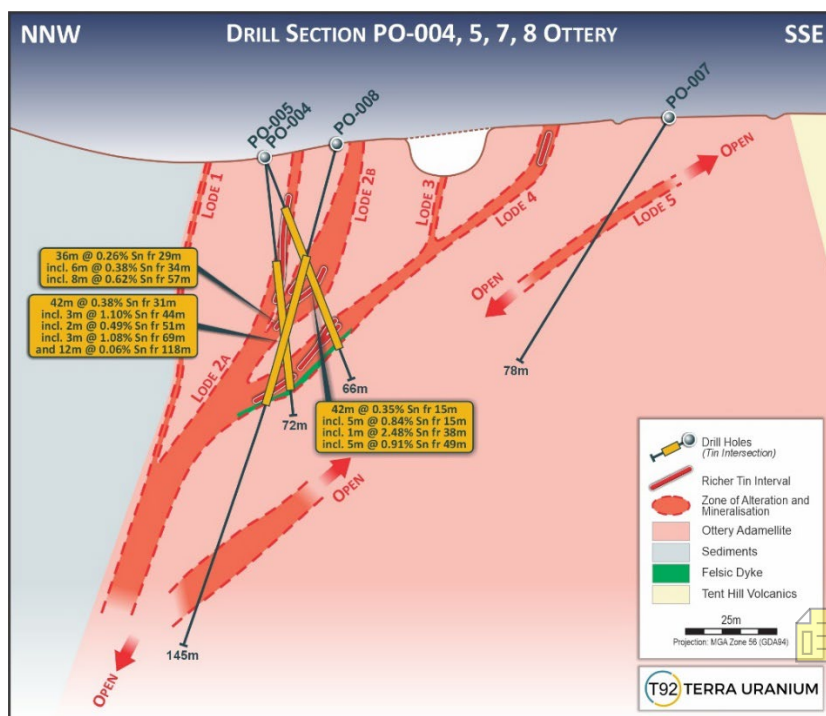 NNW
DRILL SECTION PO-004, 5, 7, 8 OTTERY
SSE
PO-005
PO-004
PO-008
PO-007
LODE 1
LODE 2B
LODE 3
LODE 4
OPEN
LODE 5
OPEN
36m @ 0.26% Sn fr 29m
incl. 6m @ 0.38% Sn fr 34m
incl. 8m @ 0.62% Sn fr 57m
42m @ 0.38% Sn fr 31m
incl. 3m @ 1.10% Sn fr 44m
incl. 2m @ 0.49% Sn fr 51m
incl. 3m @ 1.08% Sn fr 69m
and 12m @ 0.06% Sn fr 118m
LODE 2A
78m
66m
72m
42m @ 0.35% Sn fr 15m
incl. 5m @ 0.84% Sn fr 15m
incl. 1m @ 2.48% Sn fr 38m
incl. 5m @ 0.91% Sn fr 49m
OPEN
145m
OPEN
Drill Holes
(Tin Intersection)
Richer Tin Interval
Zone of Alteration and
Mineralisation
Ottery Adamellite
Sediments
Felsic Dyke
Tent Hill Volcanics
25m
Projection: MGA Zone 56 (GDA94)
T92 TERRA URANIUM